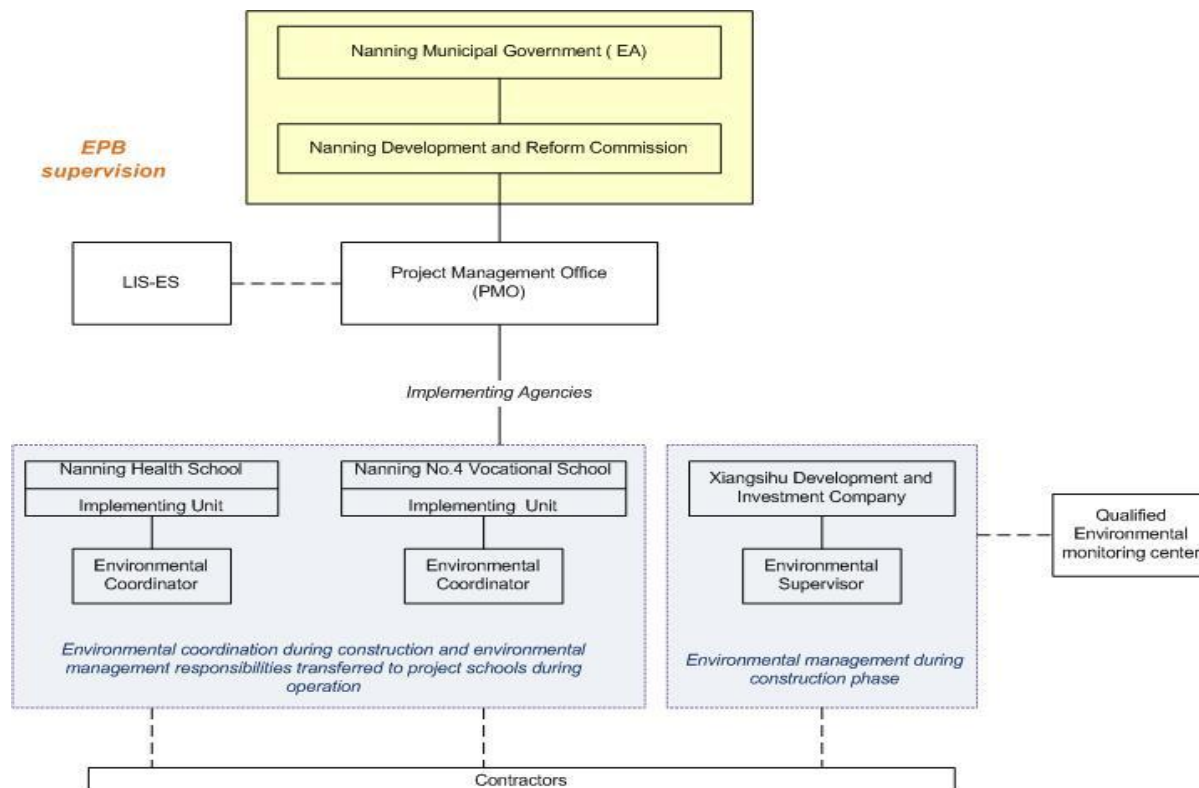 Nanning Municipal Government ( EA)
Nanning Development and Reform Commission
EPB
supervision
LIS-ES
Project Management Office
(PMO)
Implementing Agencies
Nanning Health School
Implementing Unit
Environmental
Coordinator
Nanning No.4 Vocational School
Implementing Unit
Environmental
Coordinator
Xiangsihu Development and
Investment Company
Environmental
Supervisor
Qualified
Environmental
monitoring center
Environmental coordination during construction and environmental
management responsibilities transferred to project schools during
operation
Environmental management during
construction phase
Contractors